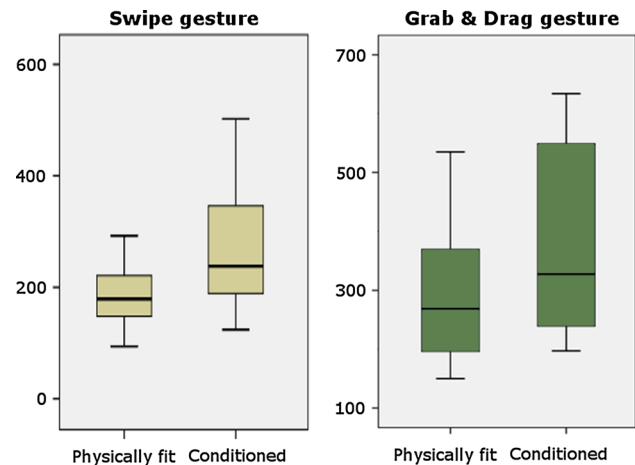 Swipe gesture
600
400
200
0
Physically fit Conditioned
Grab & Drag gesture
700
500
300
100
Physically fit Conditioned